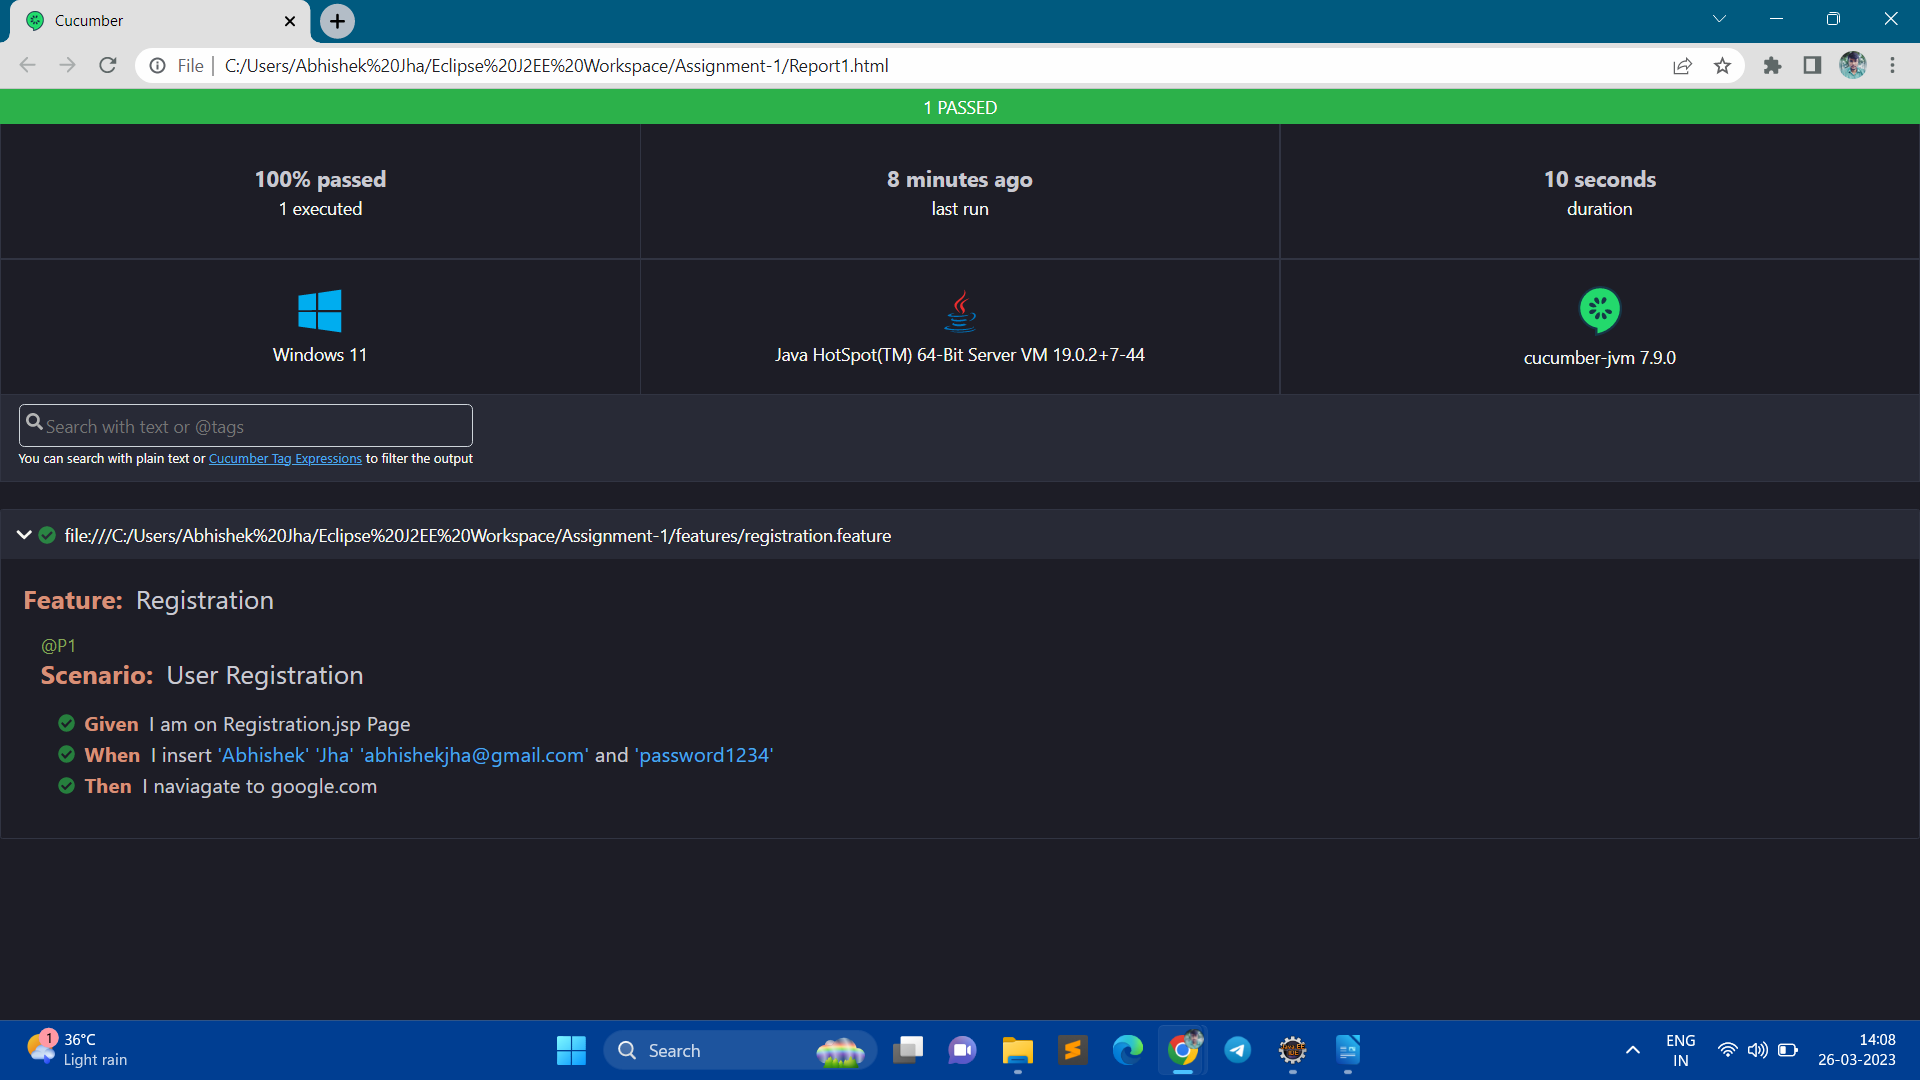 Cucumber
File
C:/Users/Abhishek%20Jha/Eclipse%20J2EE%20Workspace/Assignment-1/Report1.html
1 PASSED
100% passed
1 executed
8 minutes ago
last run
10 seconds
duration
Windows 11
Java HotSpot(TM) 64-Bit Server VM 19.0.2+7-44
cucumber-jvm 7.9.0
Search with text or @tags
You can search with plain text or Cucumber Tag Expressions to filter the output
file:///C:/Users/Abhishek%20Jha/Eclipse%20J2EE%20Workspace/Assignment-1/features/registration.feature
Feature: Registration
@P1
Scenario: User Registration
Given I am on Registration.jsp Page
When I insert 'Abhishek' 'Jha' 'abhishekjha@gmail.com' and 'password1234'
Then I naviagate to google.com
1
36°C
Light rain
Search
ENG
IN
14:08
26-03-2023